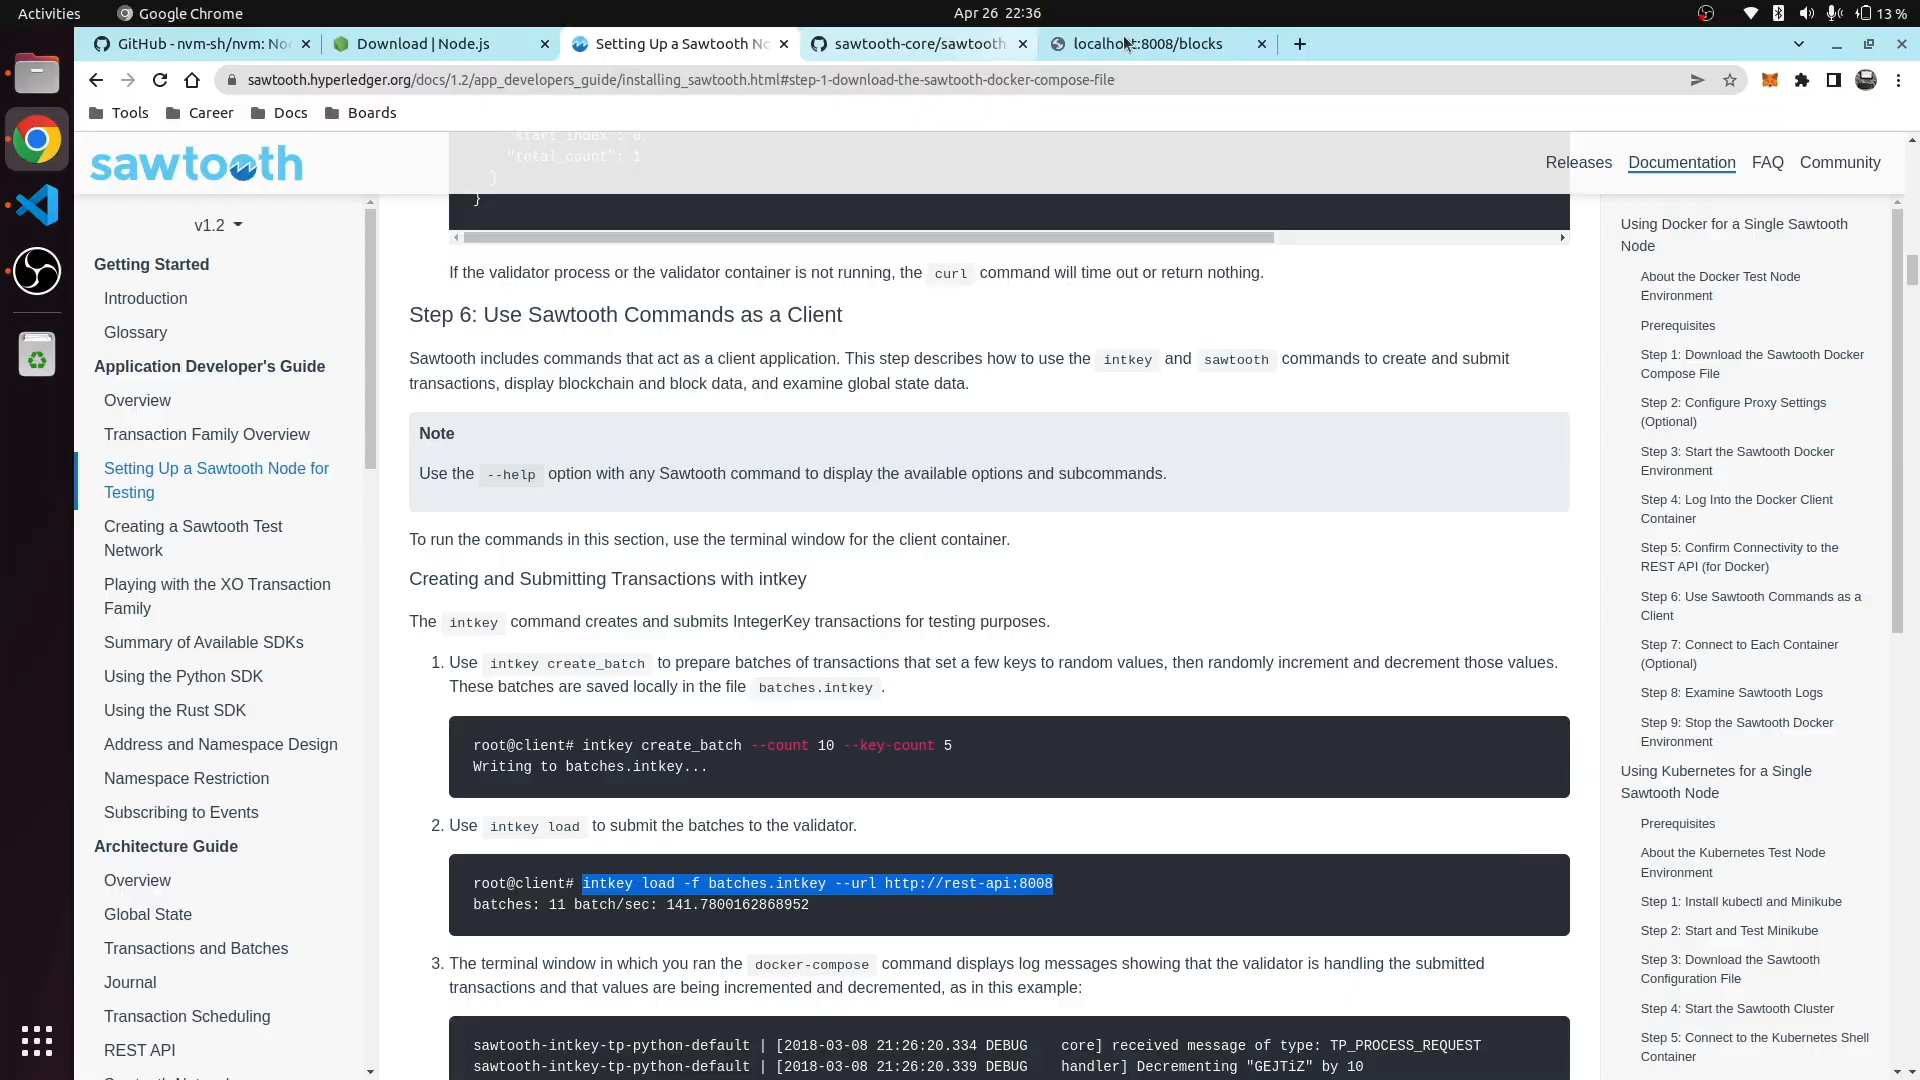 Activities
Google Chrome
Apr 26 22:36
13 %
GitHub - nvm-sh/nvm: No
Download | Node.js
Setting Up a Sawtooth No
sawtooth-core/sawtooth
localhost:8008/blocks
sawtooth.hyperledger.org/docs/1.2/app_developers_guide/installing_sawtooth.html#step-1-download-the-sawtooth-docker-compose-file
Tools
Career
Docs
Boards
sawtooth
Releases
Documentation
FAQ
Community
v1.2
Getting Started
Introduction
Glossary
Application Developer's Guide
Overview
Transaction Family Overview
Setting Up a Sawtooth Node for
Testing
Creating a Sawtooth Test
Network
Playing with the XO Transaction
Family
Summary of Available SDKs
Using the Python SDK
Using the Rust SDK
Address and Namespace Design
Namespace Restriction
Subscribing to Events
Architecture Guide
Overview
Global State
Transactions and Batches
Journal
Transaction Scheduling
REST API
"start_index": 0,
"total_count": 1
}
}
If the validator process or the validator container is not running, the curl command will time out or return nothing.
Step 6: Use Sawtooth Commands as a Client
Sawtooth includes commands that act as a client application. This step describes how to use the intkey and sawtooth commands to create and submit
transactions, display blockchain and block data, and examine global state data.
Note
Use the --help option with any Sawtooth command to display the available options and subcommands.
To run the commands in this section, use the terminal window for the client container.
Creating and Submitting Transactions with intkey
The intkey command creates and submits IntegerKey transactions for testing purposes.
1. Use intkey create_batch to prepare batches of transactions that set a few keys to random values, then randomly increment and decrement those values.
These batches are saved locally in the file batches.intkey .
root@client# intkey create_batch --count 10 --key-count 5
Writing to batches.intkey...
2. Use intkey load to submit the batches to the validator.
root@client# intkey load -f batches.intkey --url http://rest-api:8008
batches: 11 batch/sec: 141.7800162868952
3. The terminal window in which you ran the docker-compose command displays log messages showing that the validator is handling the submitted
transactions and that values are being incremented and decremented, as in this example:
sawtooth-intkey-tp-python-default | [2018-03-08 21:26:20.334 DEBUG    core] received message of type: TP_PROCESS_REQUEST
sawtooth-intkey-tp-python-default | [2018-03-08 21:26:20.339 DEBUG    handler] Decrementing "GEJTiZ" by 10
Using Docker for a Single Sawtooth
Node
About the Docker Test Node
Environment
Prerequisites
Step 1: Download the Sawtooth Docker
Compose File
Step 2: Configure Proxy Settings
(Optional)
Step 3: Start the Sawtooth Docker
Environment
Step 4: Log Into the Docker Client
Container
Step 5: Confirm Connectivity to the
REST API (for Docker)
Step 6: Use Sawtooth Commands as a
Client
Step 7: Connect to Each Container
(Optional)
Step 8: Examine Sawtooth Logs
Step 9: Stop the Sawtooth Docker
Environment
Using Kubernetes for a Single
Sawtooth Node
Prerequisites
About the Kubernetes Test Node
Environment
Step 1: Install kubectl and Minikube
Step 2: Start and Test Minikube
Step 3: Download the Sawtooth
Configuration File
Step 4: Start the Sawtooth Cluster
Step 5: Connect to the Kubernetes Shell
Container